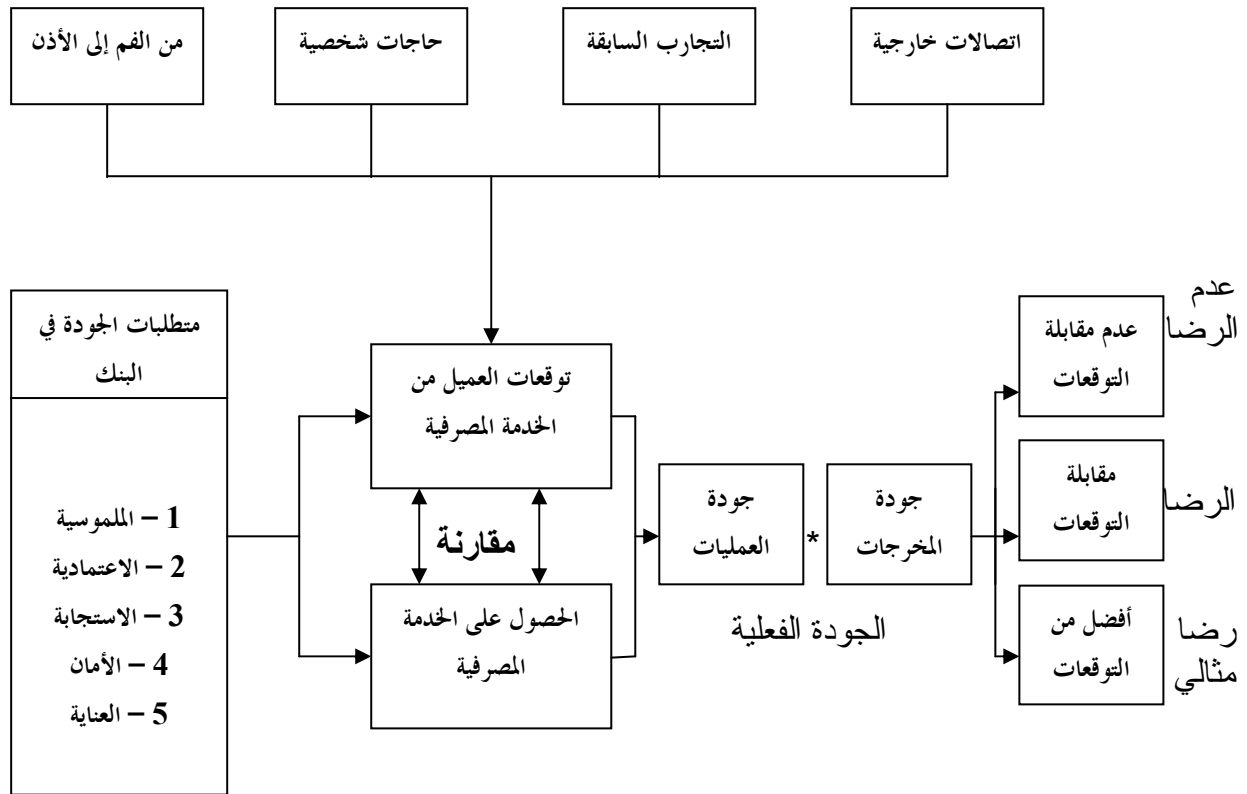 اتصالات خارجية
التجارب السابقة
حاجات شخصية
من الفم إلى الأذن
متطلبات الجودة في
البنك
1 – الملموسية
2 – الاعتمادية
3 – الاستجابة
4 – الأمان
5 – العناية
توقعات العميل من
الخدمة المصرفية
مقارنة
الحصول على الخدمة
المصرفية
جودة
العمليات
*
جودة
المخرجات
الجودة الفعلية
عدم مقابلة
التوقعات
عدم
الرضا
مقابلة
التوقعات
الرضا
أفضل من
التوقعات
رضا
مثالي